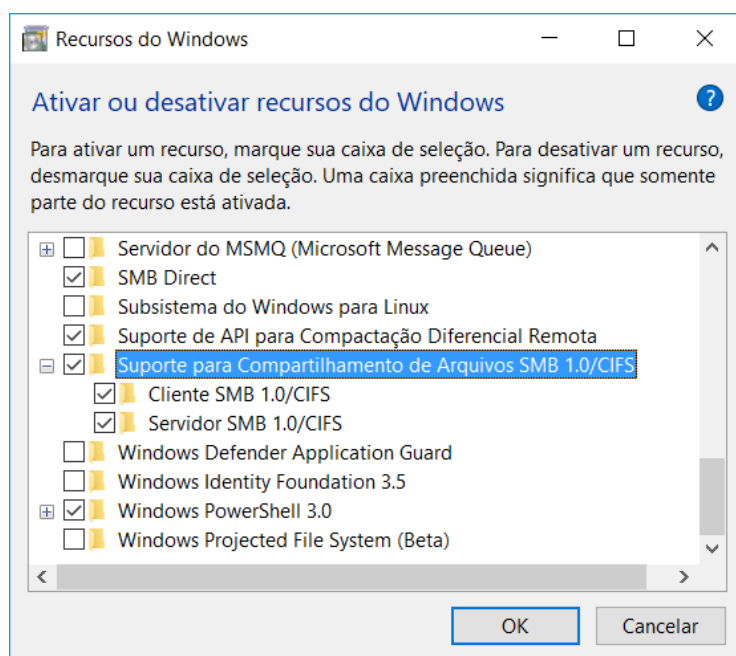 Recursos do Windows
Ativar ou desativar recursos do Windows
?
Para ativar um recurso, marque sua caixa de seleção. Para desativar um recurso,
desmarque sua caixa de seleção. Uma caixa preenchida significa que somente
parte do recurso está ativada.
Servidor do MSMQ (Microsoft Message Queue)
SMB Direct
Subsistema do Windows para Linux
Suporte de API para Compactação Diferencial Remota
Suporte para Compartilhamento de Arquivos SMB 1.0/CIFS
Cliente SMB 1.0/CIFS
Servidor SMB 1.0/CIFS
Windows Defender Application Guard
Windows Identity Foundation 3.5
Windows PowerShell 3.0
Windows Projected File System (Beta)
OK
Cancelar